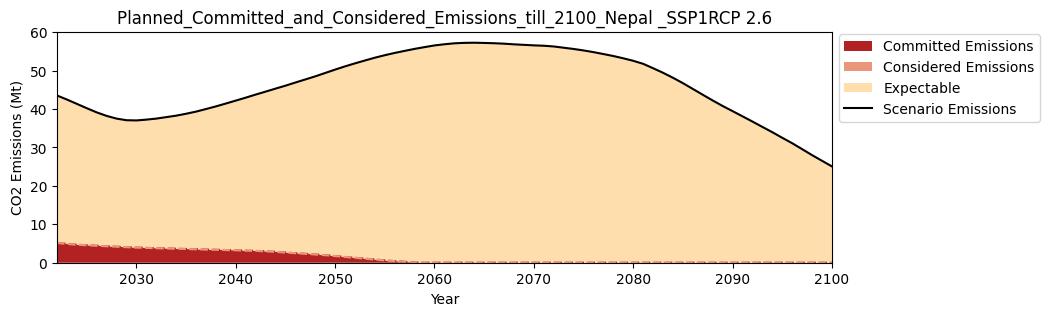 Planned_Committed_and_Considered_Emissions_till_2100_Nepal _SSP1RCP 2.6
60
50
40
30
20
10
0
CO2 Emissions (Mt)
2030 2040 2050 2060 2070 2080 2090 2100
Year
Committed Emissions
Considered Emissions
Expectable
Scenario Emissions